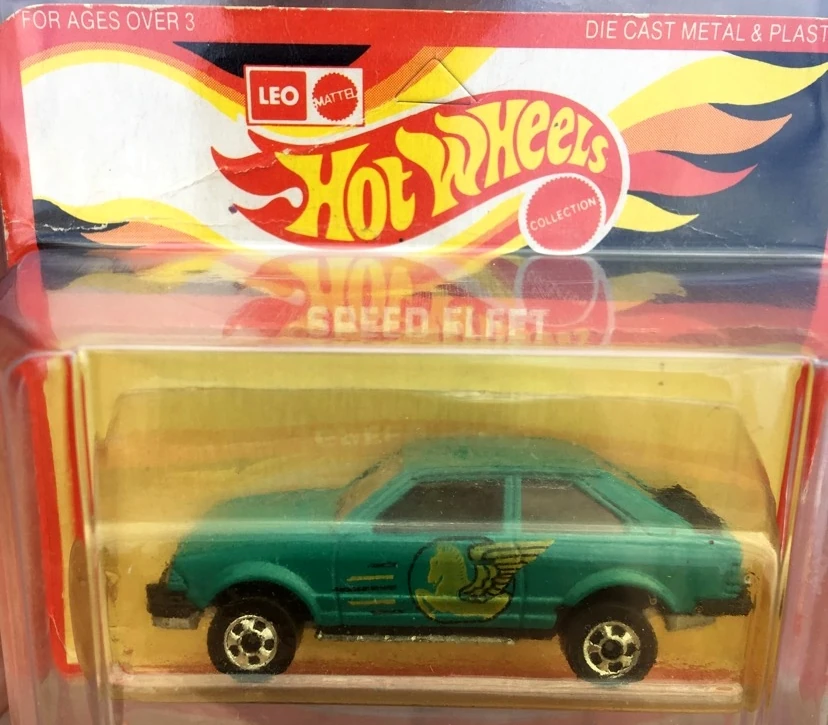 FOR AGES OVER 3
DIE CAST METAL & PLAST
LEO
MATTEL
Hot Wheels
COLLECTION
SPEED FLEET